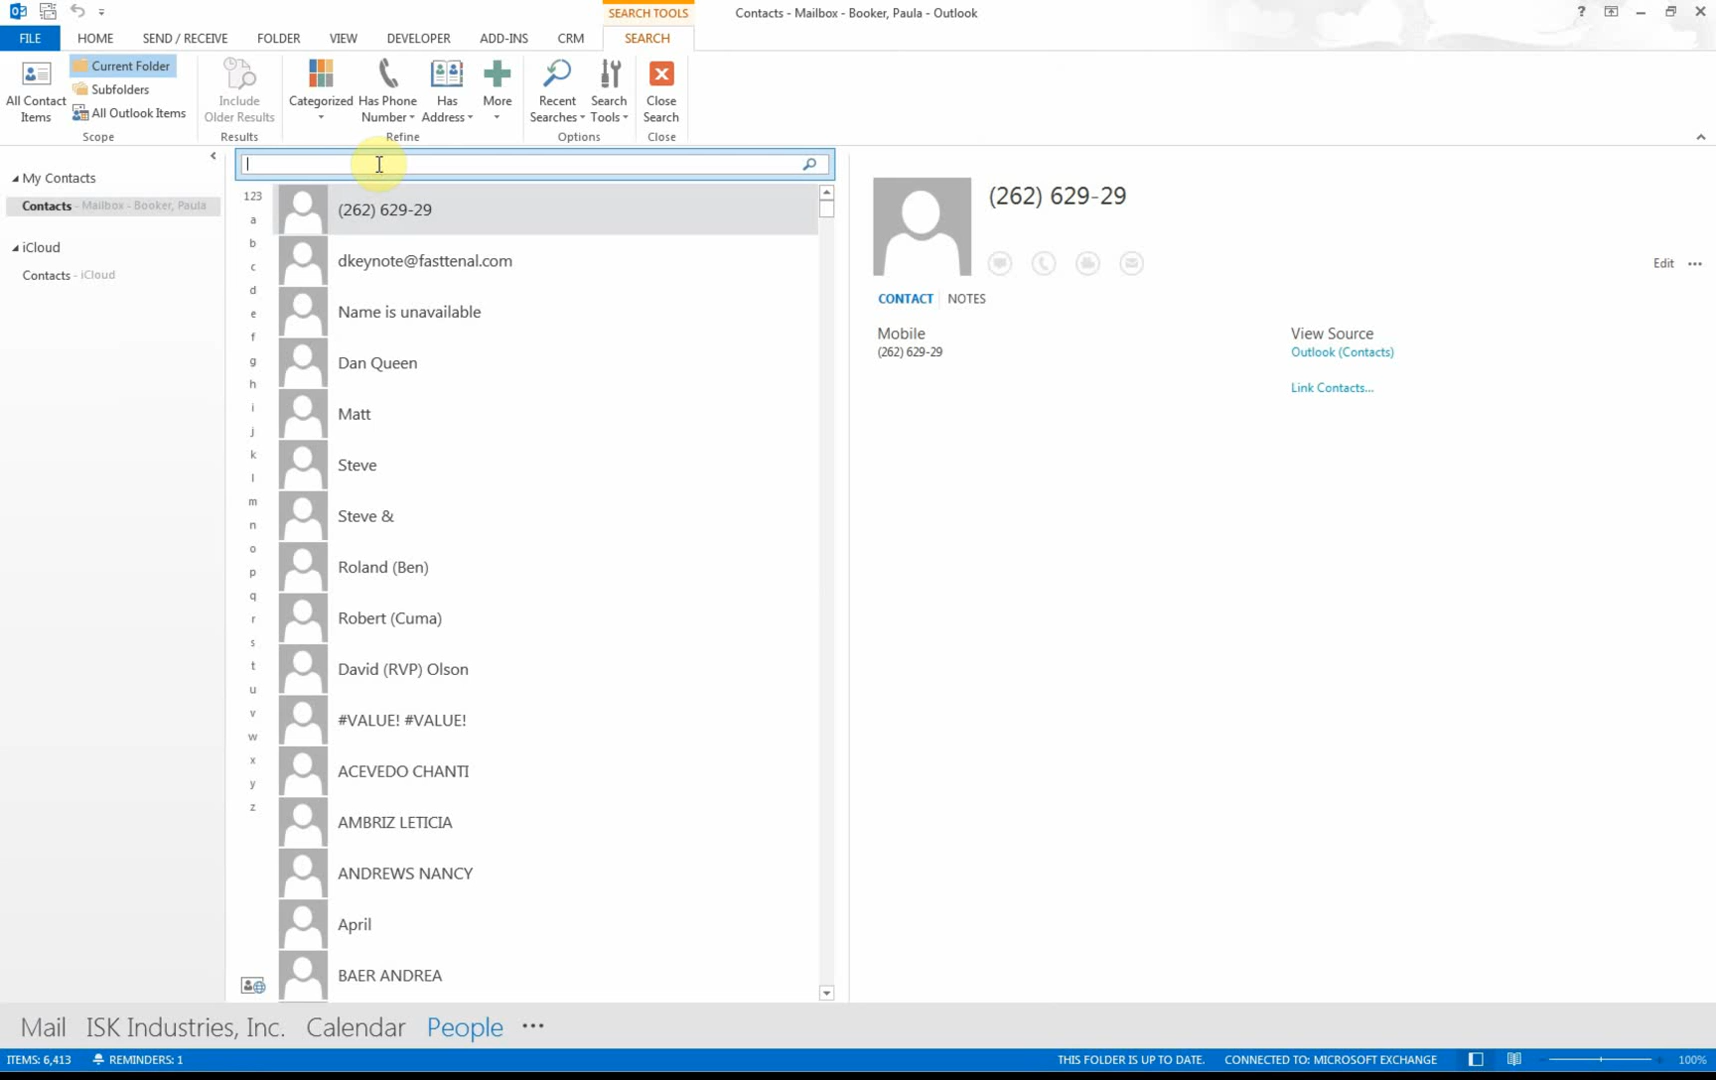 SEARCH TOOLS
Contacts - Mailbox - Booker, Paula - Outlook
?
FILE HOME SEND / RECEIVE FOLDER VIEW DEVELOPER ADD-INS CRM SEARCH
All Contact Items
Current Folder
Subfolders
All Outlook Items
Scope
Include Older Results
Results
Categorized
Has Phone Number
Has Address
More
Refine
Recent Searches
Search Tools
Options
Close Search
Close
My Contacts
Contacts - Mailbox - Booker, Paula
iCloud
Contacts - iCloud
123
a
b
c
d
e
f
g
h
i
j
k
l
m
n
o
p
q
r
s
t
u
v
w
x
y
z
(262) 629-29
dkeynote@fasttenal.com
Name is unavailable
Dan Queen
Matt
Steve
Steve &
Roland (Ben)
Robert (Cuma)
David (RVP) Olson
#VALUE! #VALUE!
ACEVEDO CHANTI
AMBRIZ LETICIA
ANDREWS NANCY
April
BAER ANDREA
(262) 629-29
Edit
CONTACT NOTES
Mobile
(262) 629-29
View Source
Outlook (Contacts)
Link Contacts...
Mail ISK Industries, Inc. Calendar People
ITEMS: 6,413 REMINDERS: 1 THIS FOLDER IS UP TO DATE. CONNECTED TO: MICROSOFT EXCHANGE 100%